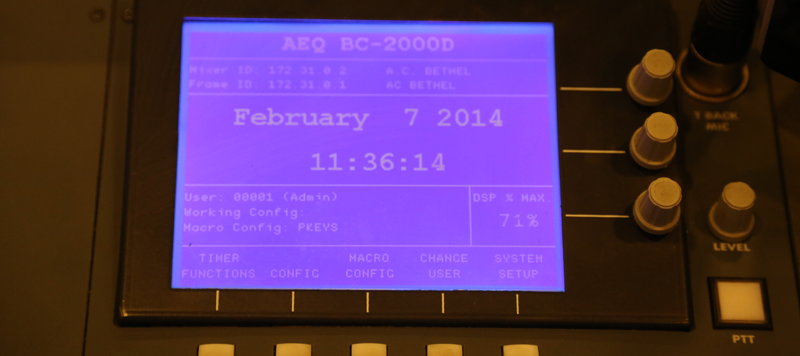 AEQ BC-2000D
Mixer ID: 172.31.0.2 A.C. BETHEL
Frame ID: 172.31.0.1 AC BETHEL
February 7 2014
11:36:14
User: 00001 (Admin)
Working Config:
Macro Config: PKEYS
DSP % MAX.
71%
TIMER FUNCTIONS
CONFIG
MACRO CONFIG
CHANGE USER
SYSTEM SETUP
T BACK
MIC
LEVEL
PTT